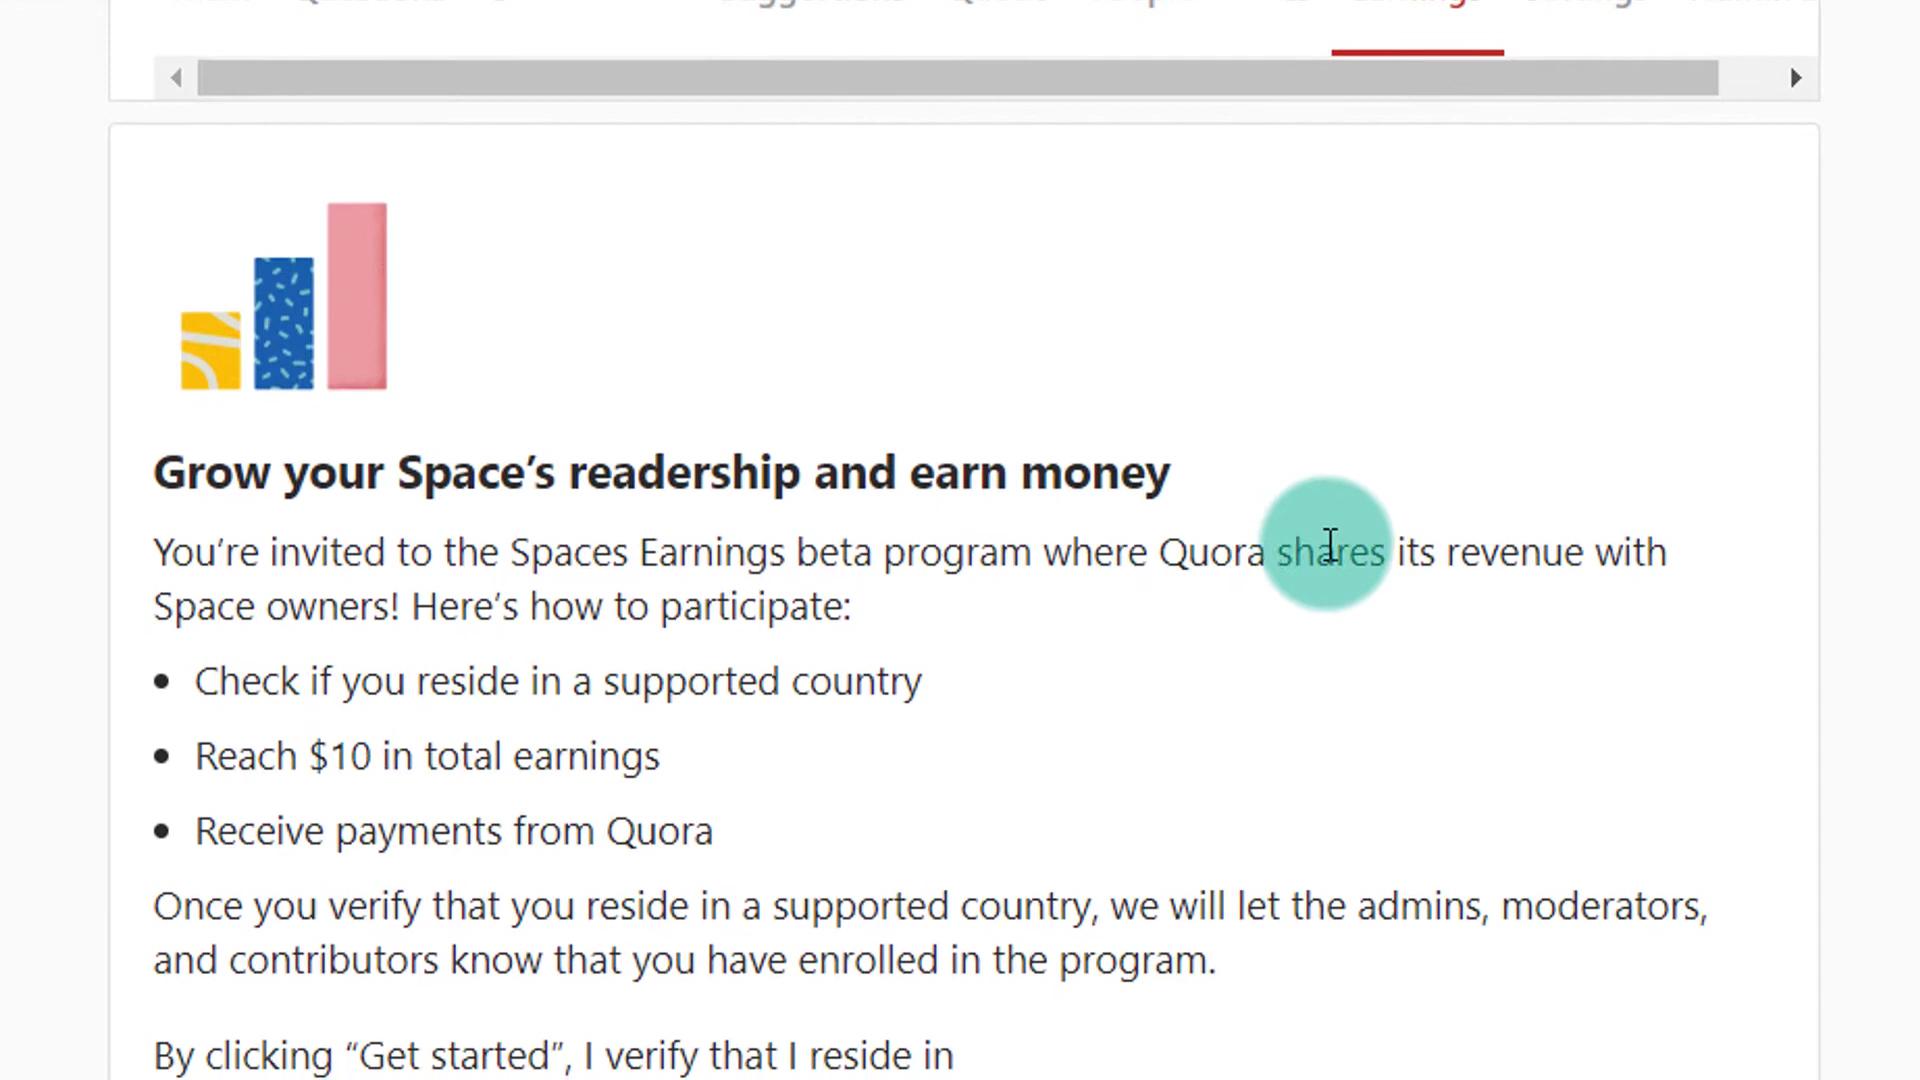 Grow your Space’s readership and earn money
You’re invited to the Spaces Earnings beta program where Quora shares its revenue with
Space owners! Here’s how to participate:
• Check if you reside in a supported country
• Reach $10 in total earnings
• Receive payments from Quora
Once you verify that you reside in a supported country, we will let the admins, moderators,
and contributors know that you have enrolled in the program.
By clicking “Get started”, I verify that I reside in